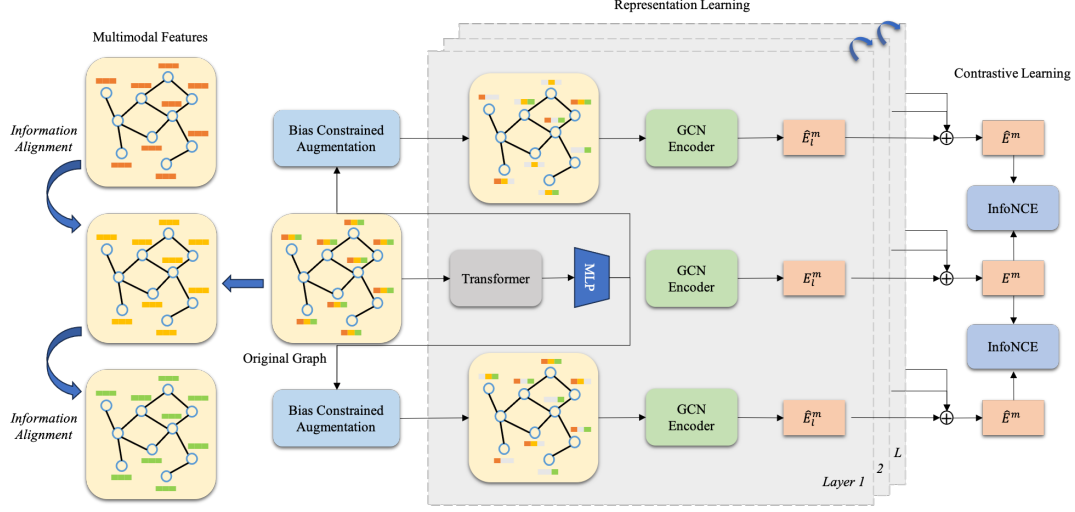 Representation Learning
Multimodal Features
Contrastive Learning
Information
Alignment
Bias Constrained
Augmentation
GCN
Encoder
Ê_l^m
Ê^m
InfoNCE
Transformer
MLP
GCN
Encoder
E_l^m
E^m
InfoNCE
Original Graph
Information
Alignment
Bias Constrained
Augmentation
GCN
Encoder
Ê_l^m
Ê^m
Layer 1
2
L